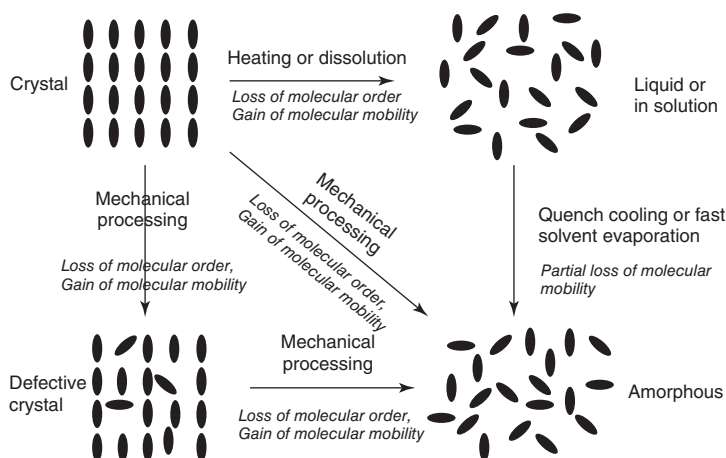 Crystal
Heating or dissolution
Loss of molecular order
Gain of molecular mobility
Liquid or
in solution
Mechanical
processing
Loss of molecular order,
Gain of molecular mobility
Mechanical
processing
Loss of molecular order,
Gain of molecular
mobility
Quench cooling or fast
solvent evaporation
Partial loss of molecular
mobility
Defective
crystal
Mechanical
processing
Loss of molecular order,
Gain of molecular mobility
Amorphous